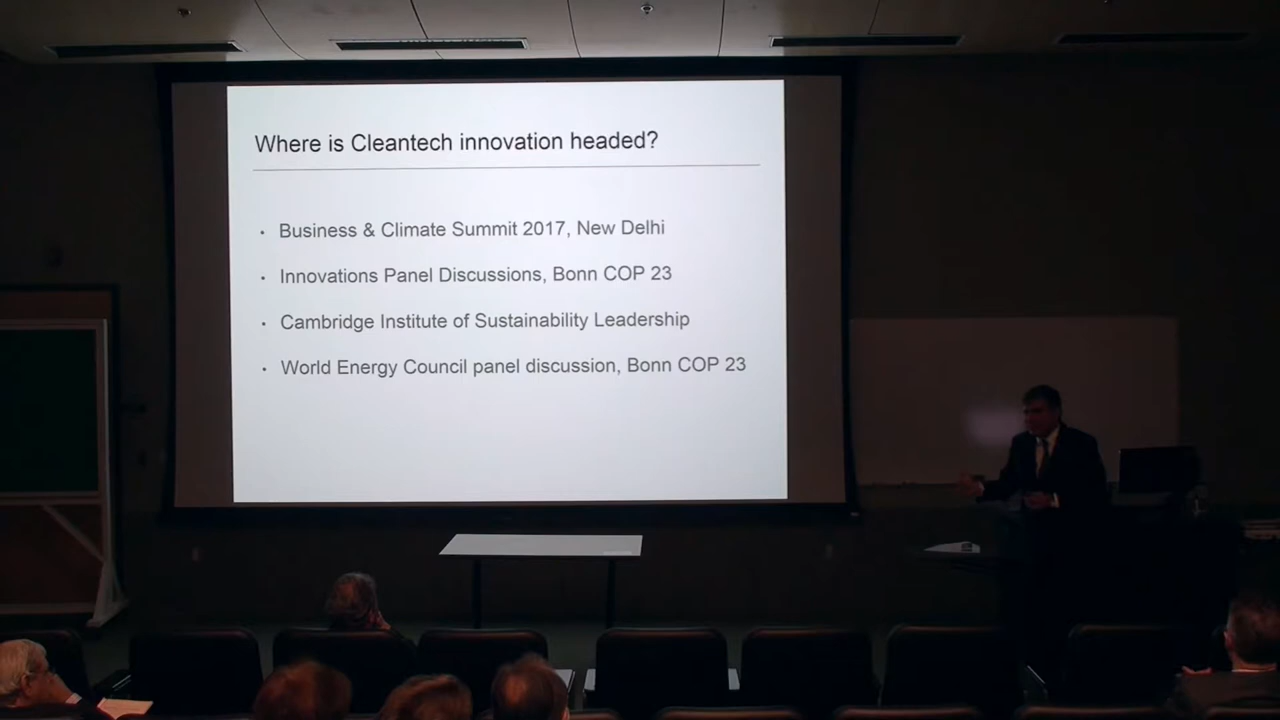 Where is Cleantech innovation headed?
· Business & Climate Summit 2017, New Delhi
· Innovations Panel Discussions, Bonn COP 23
· Cambridge Institute of Sustainability Leadership
· World Energy Council panel discussion, Bonn COP 23